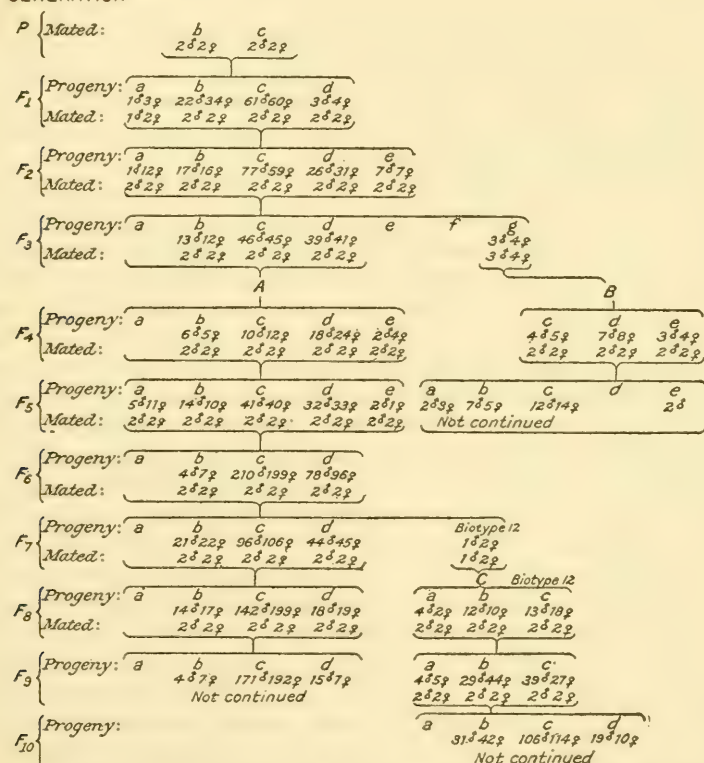 P Mated: b c
2♂2♀ 2♂2♀
F1 Progeny: a b c d
1♂3♀ 22♂34♀ 61♂60♀ 3♂4♀
Mated: 1♂2♀ 2♂2♀ 2♂2♀ 2♂2♀
F2 Progeny: a b c d e
1♂12♀ 17♂16♀ 77♂59♀ 26♂31♀ 7♂7♀
Mated: 2♂2♀ 2♂2♀ 2♂2♀ 2♂2♀ 2♂2♀
F3 Progeny: a b c d e f g
13♂12♀ 46♂45♀ 39♂41♀ 3♂4♀
Mated: 2♂2♀ 2♂2♀ 2♂2♀ 3♂4♀
A B
F4 Progeny: a b c d e c d e
6♂5♀ 10♂12♀ 18♂24♀ 2♂4♀ 4♂5♀ 7♂8♀ 3♂4♀
Mated: 2♂2♀ 2♂2♀ 2♂2♀ 2♂2♀ 2♂2♀ 2♂2♀ 2♂2♀
F5 Progeny: a b c d e a b c d e
5♂11♀ 14♂10♀ 41♂40♀ 32♂33♀ 2♂1♀ 2♂3♀ 7♂5♀ 12♂14♀ 2♂
Mated: 2♂2♀ 2♂2♀ 2♂2♀ 2♂2♀ 2♂2♀ Not continued
F6 Progeny: a b c d
4♂7♀ 210♂199♀ 78♂96♀
Mated: 2♂2♀ 2♂2♀ 2♂2♀
F7 Progeny: a b c d Biotype 12
21♂22♀ 96♂106♀ 44♂45♀ 1♂2♀
Mated: 2♂2♀ 2♂2♀ 2♂2♀ 1♂2♀
C Biotype 12
F8 Progeny: a b c d a b c
14♂17♀ 142♂199♀ 18♂19♀ 4♂2♀ 12♂10♀ 13♂18♀
Mated: 2♂2♀ 2♂2♀ 2♂2♀ 2♂2♀ 2♂2♀ 2♂2♀
F9 Progeny: a b c d a b c
4♂7♀ 171♂192♀ 15♂7♀ 4♂5♀ 29♂44♀ 39♂27♀
Not continued 2♂2♀ 2♂2♀ 2♂2♀
F10 Progeny: a b c d
31♂42♀ 106♂114♀ 19♂10♀
Not continued